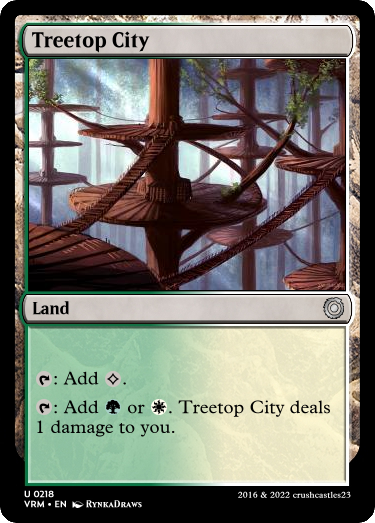 Treetop City
Land
: Add .
: Add or . Treetop City deals
1 damage to you.
U 0218
VRM • EN RynkaDraws
2016 & 2022 crushcastles23